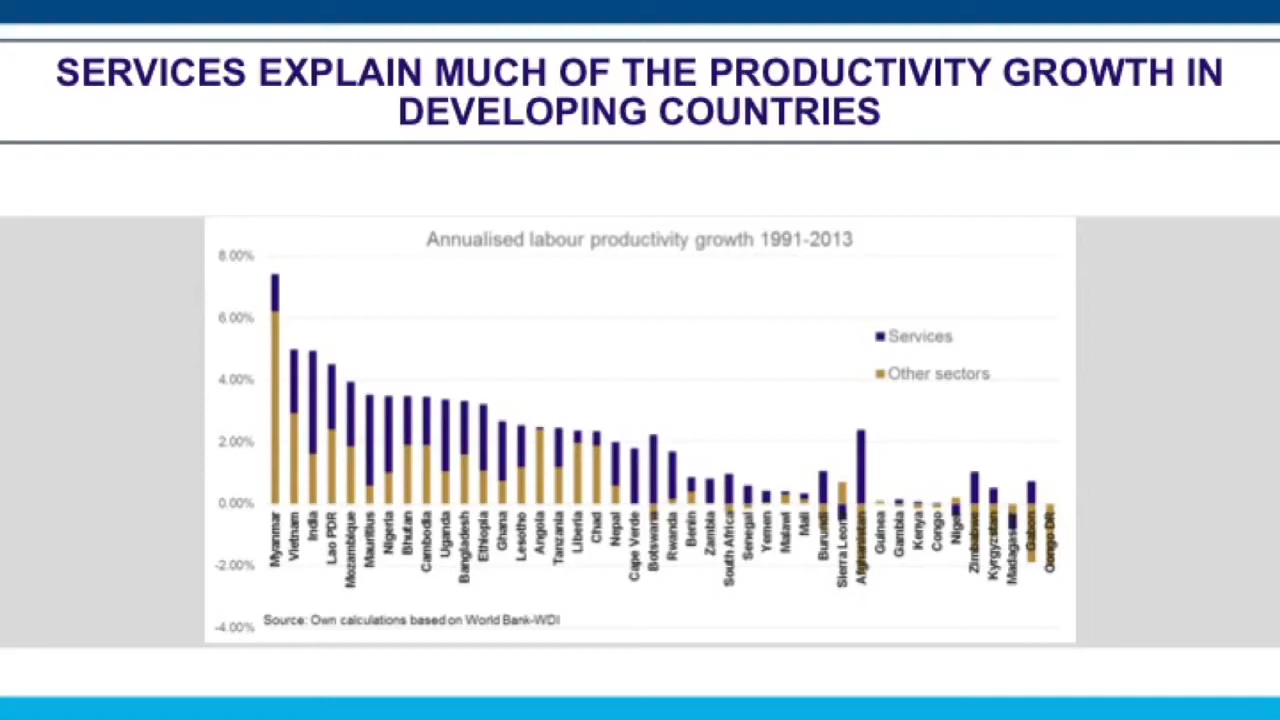 SERVICES EXPLAIN MUCH OF THE PRODUCTIVITY GROWTH IN
DEVELOPING COUNTRIES
Annualised labour productivity growth 1991-2013
8.00%
6.00%
4.00%
2.00%
0.00%
-2.00%
-4.00%
Services
Other sectors
Myanmar
Vietnam
India
Lao PDR
Mozambique
Mauritius
Nigeria
Bhutan
Cambodia
Uganda
Bangladesh
Ethiopia
Ghana
Lesotho
Angola
Tanzania
Liberia
Chad
Nepal
Cape Verde
Botswana
Rwanda
Benin
Zambia
South Africa
Senegal
Yemen
Malawi
Mali
Burundi
Sierra Leon
Afghanistan
Guinea
Gambia
Kenya
Congo
Niger
Zimbabwe
Kyrgyzstan
Madagas
Gabon
Congo DR
Source: Own calculations based on World Bank-WDI